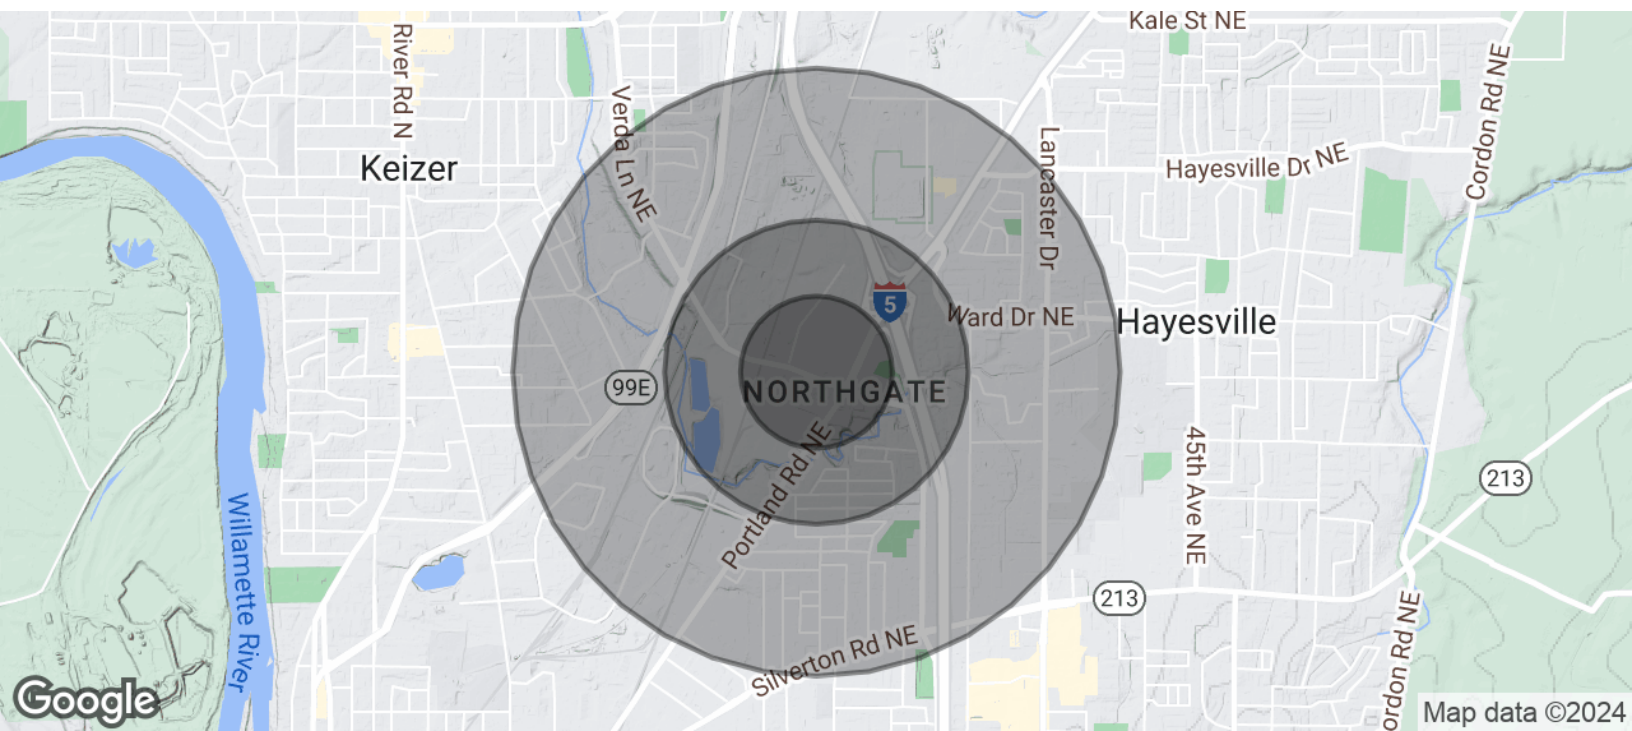 Kale St NE
River Rd N
Verda Ln NE
Cordon Rd NE
Keizer
Lancaster Dr
Hayesville Dr NE
5
Ward Dr NE
Hayesville
99E
NORTHGATE
Portland Rd NE
45th Ave NE
213
Willamette River
213
Silverton Rd NE
ordon Rd NE
Google
Map data ©2024